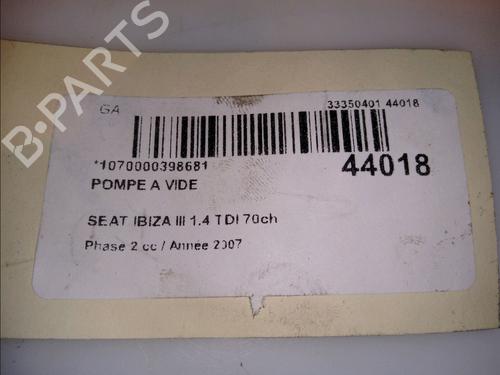 GA
33350401 44018
*1070000398681
44018
POMPE A VIDE
SEAT IBIZA III 1.4 TDI 70ch
Phase 2 cc / Année 2007
B-PARTS